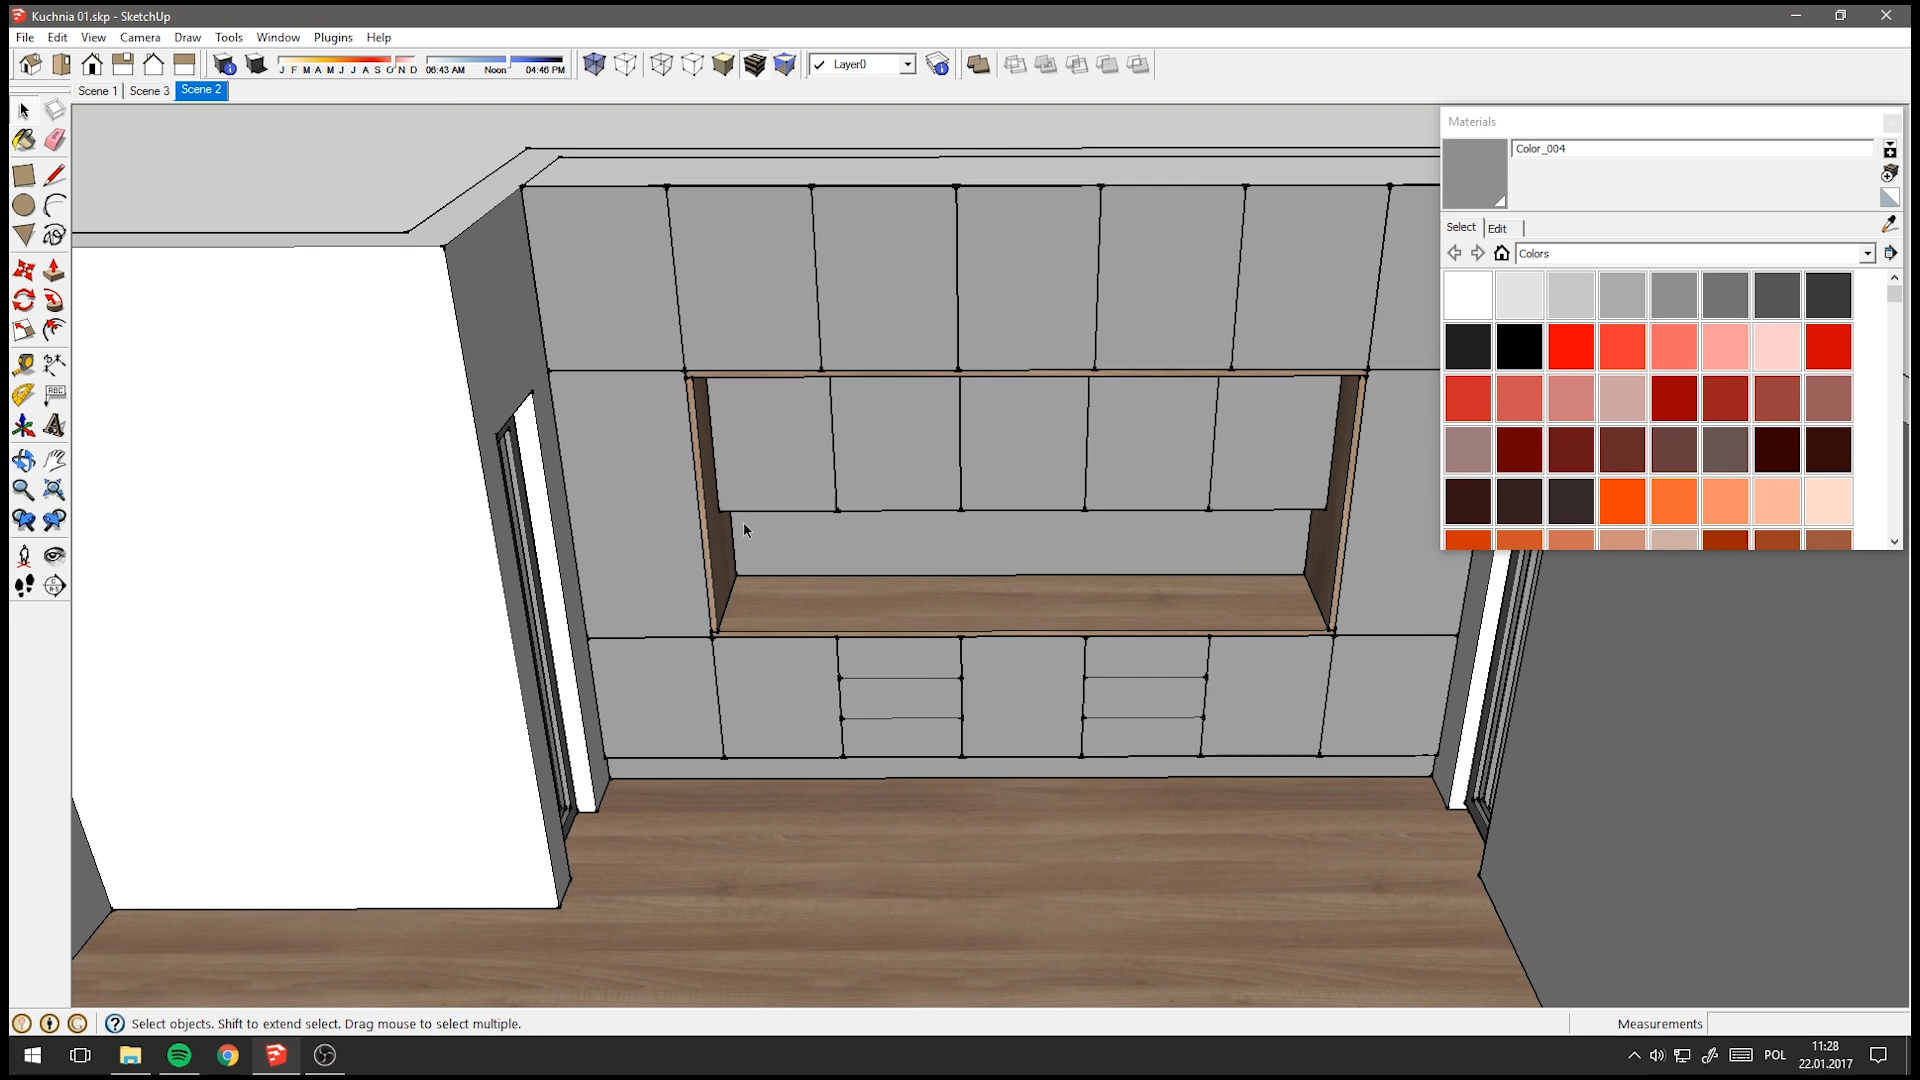 Kuchnia 01.skp - SketchUp
File Edit View Camera Draw Tools Window Plugins Help
J F M A M J J A S O N D 06:43 AM Noon 04:46 PM Layer0
Scene 1 Scene 3 Scene 2
Materials
Color_004
Select Edit
Colors
ABC
Select objects. Shift to extend select. Drag mouse to select multiple.
Measurements
POL
11:28
22.01.2017